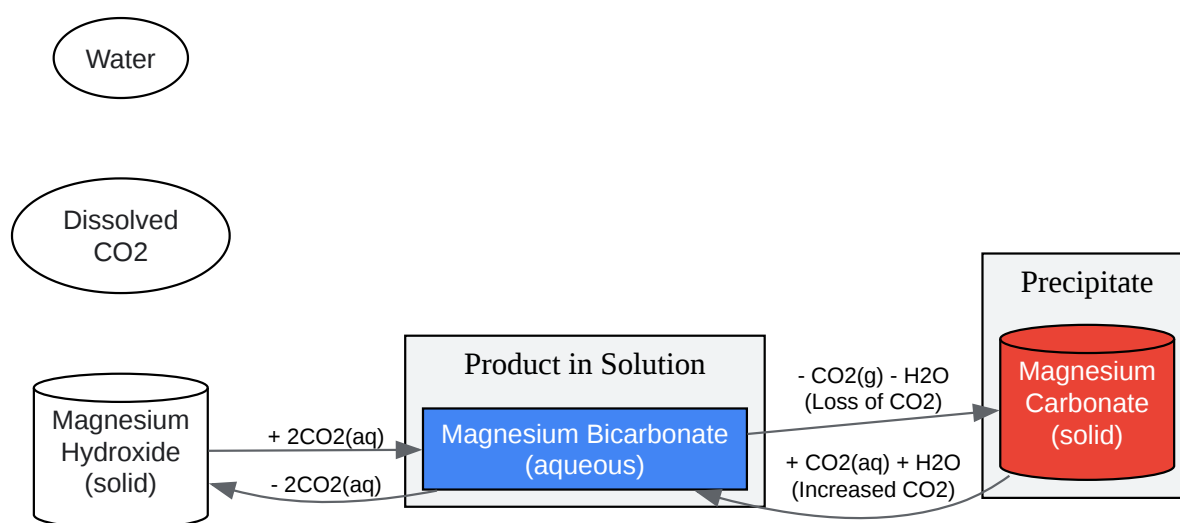 Water
Dissolved
CO2
Magnesium
Hydroxide
(solid)
+ 2CO2(aq)
- 2CO2(aq)
Product in Solution
Magnesium Bicarbonate
(aqueous)
- CO2(g) - H2O
(Loss of CO2)
+ CO2(aq) + H2O
(Increased CO2)
Precipitate
Magnesium
Carbonate
(solid)